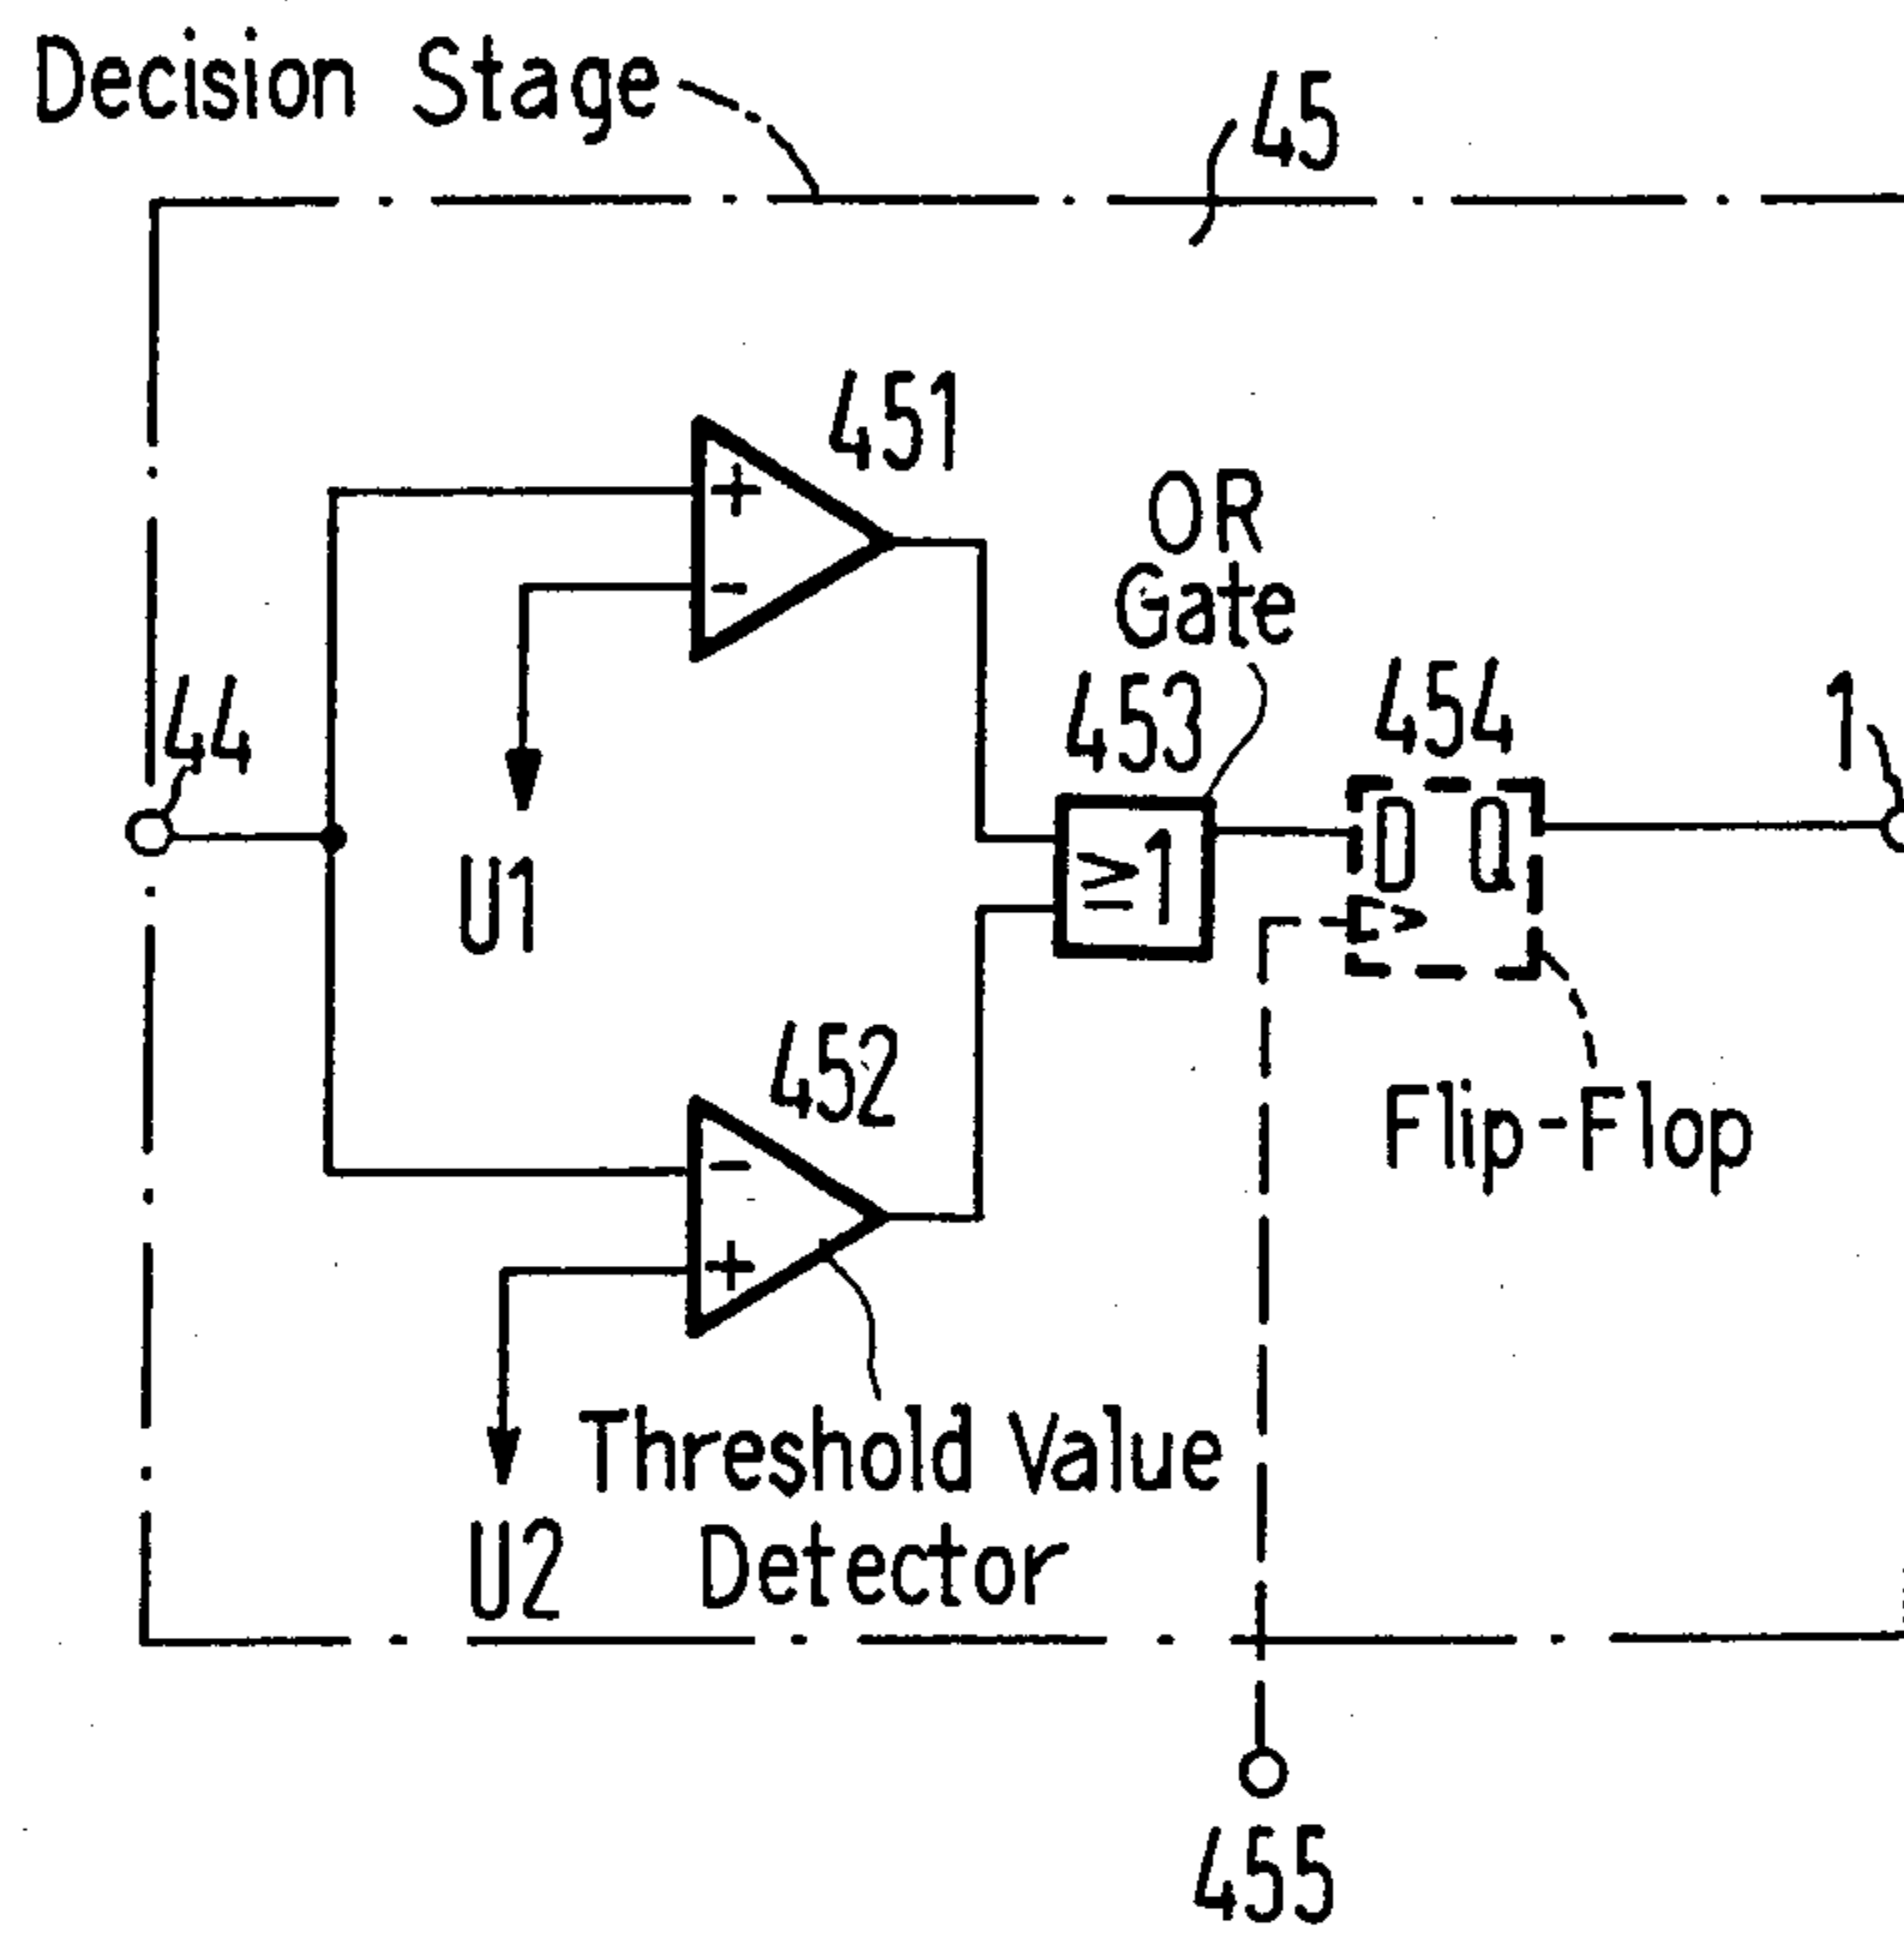 Decision Stage
45
451
+
-
OR
Gate
44
453
454
1
U1
≥1
D Q
452
-
+
Flip-Flop
Threshold Value
Detector
U2
455